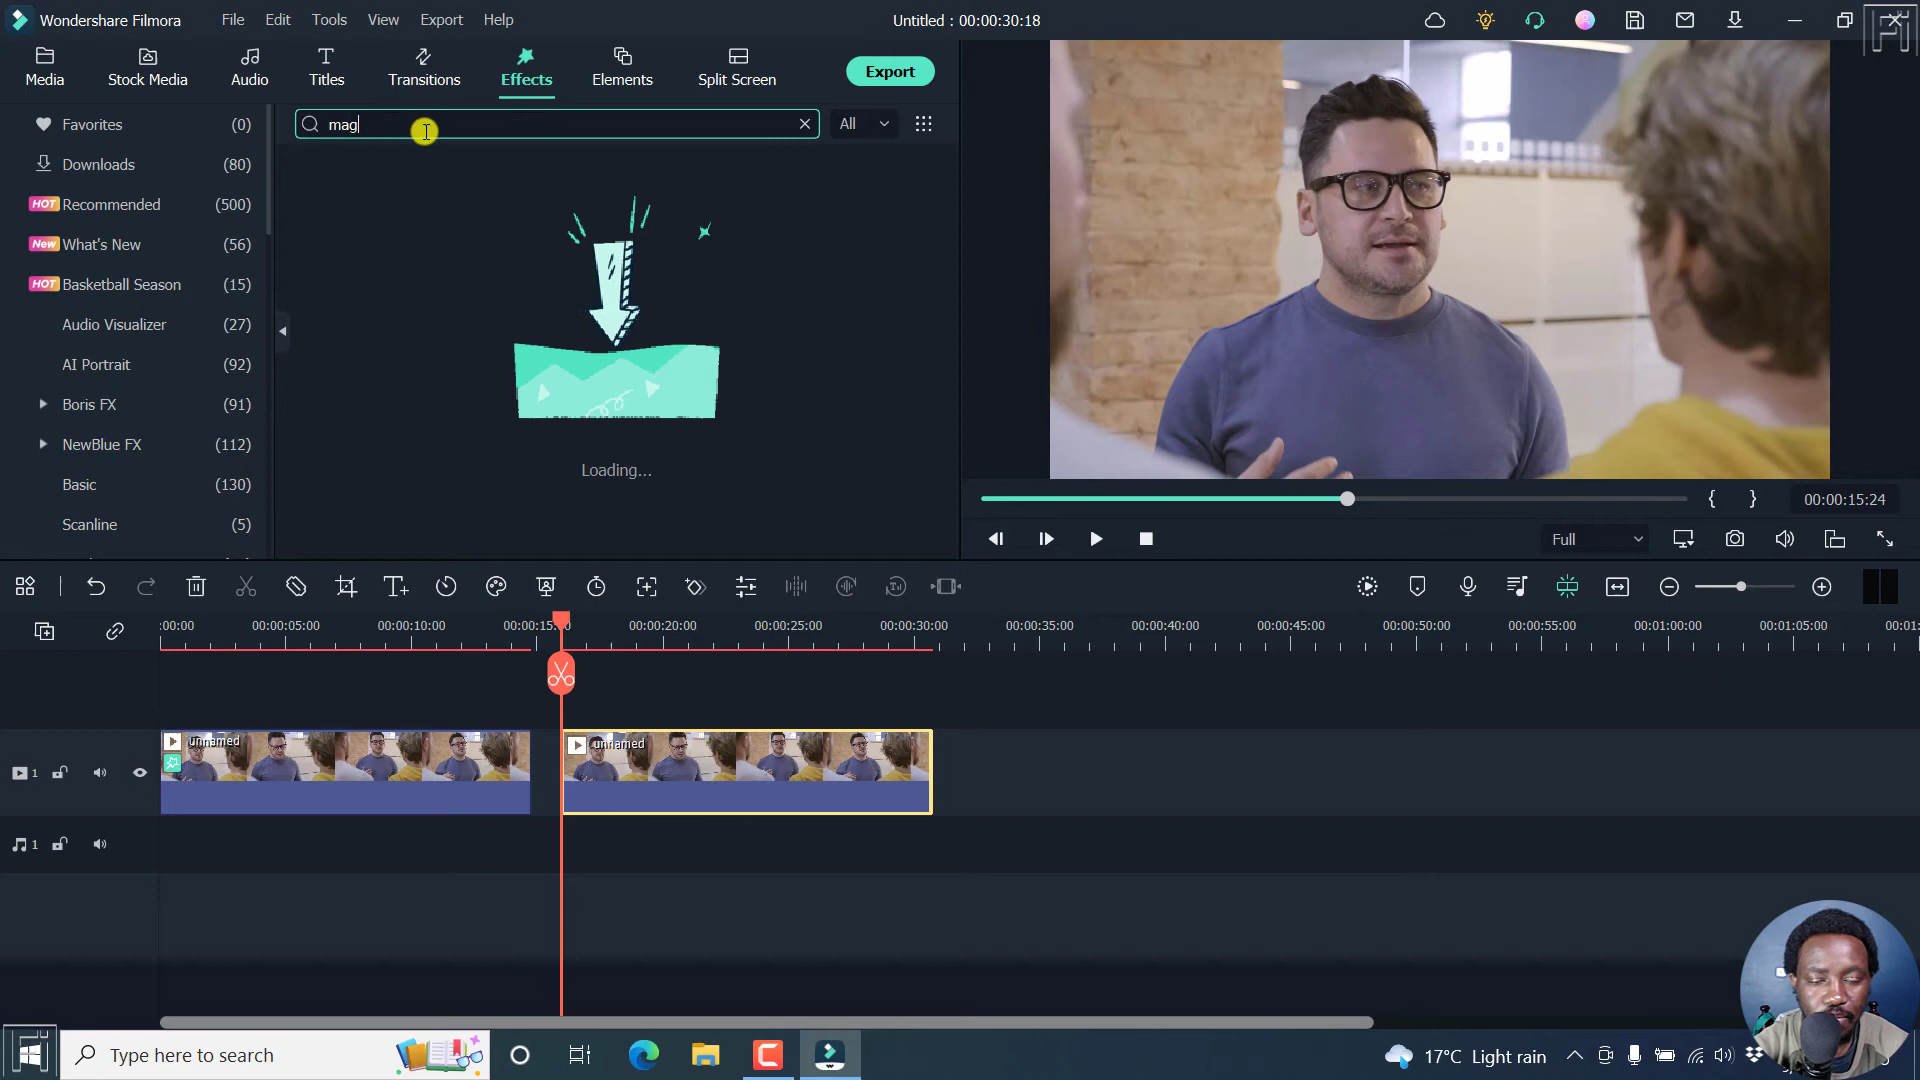 Wondershare Filmora
File Edit Tools View Export Help
Untitled : 00:00:30:18
Media
Stock Media
Audio
Titles
Transitions
Effects
Elements
Split Screen
Export
mag
All
Favorites (0)
Downloads (80)
HOT Recommended (500)
New What's New (56)
HOT Basketball Season (15)
Audio Visualizer (27)
AI Portrait (92)
Boris FX (91)
NewBlue FX (112)
Basic (130)
Scanline (5)
Loading...
{ } 00:00:15:24
Full
:00:00 00:00:05:00 00:00:10:00 00:00:15:00 00:00:20:00 00:00:25:00 00:00:30:00 00:00:35:00 00:00:40:00 00:00:45:00 00:00:50:00 00:00:55:00 00:01:00:00 00:01:05:00 00:01:
unnamed
unnamed
1
1
Type here to search
17°C Light rain